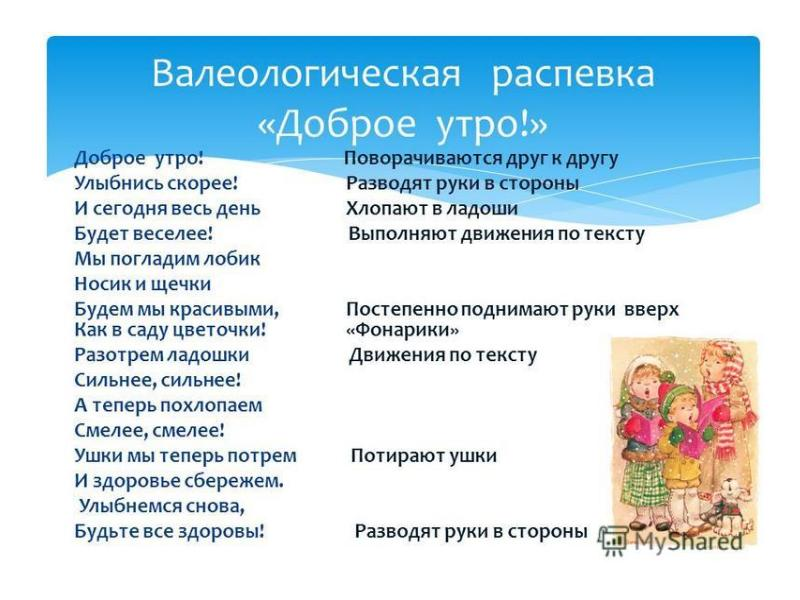 Валеологическая распевка
«Доброе утро!»
Доброе утро! Поворачиваются друг к другу
Улыбнись скорее! Разводят руки в стороны
И сегодня весь день Хлопают в ладоши
Будет веселее! Выполняют движения по тексту
Мы погладим лобик
Носик и щечки
Будем мы красивыми, Постепенно поднимают руки вверх
Как в саду цветочки! «Фонарики»
Разотрем ладошки Движения по тексту
Сильнее, сильнее!
А теперь похлопаем
Смелее, смелее!
Ушки мы теперь потрем Потирают ушки
И здоровье сбережем.
Улыбнемся снова,
Будьте все здоровы! Разводят руки в стороны
MyShared